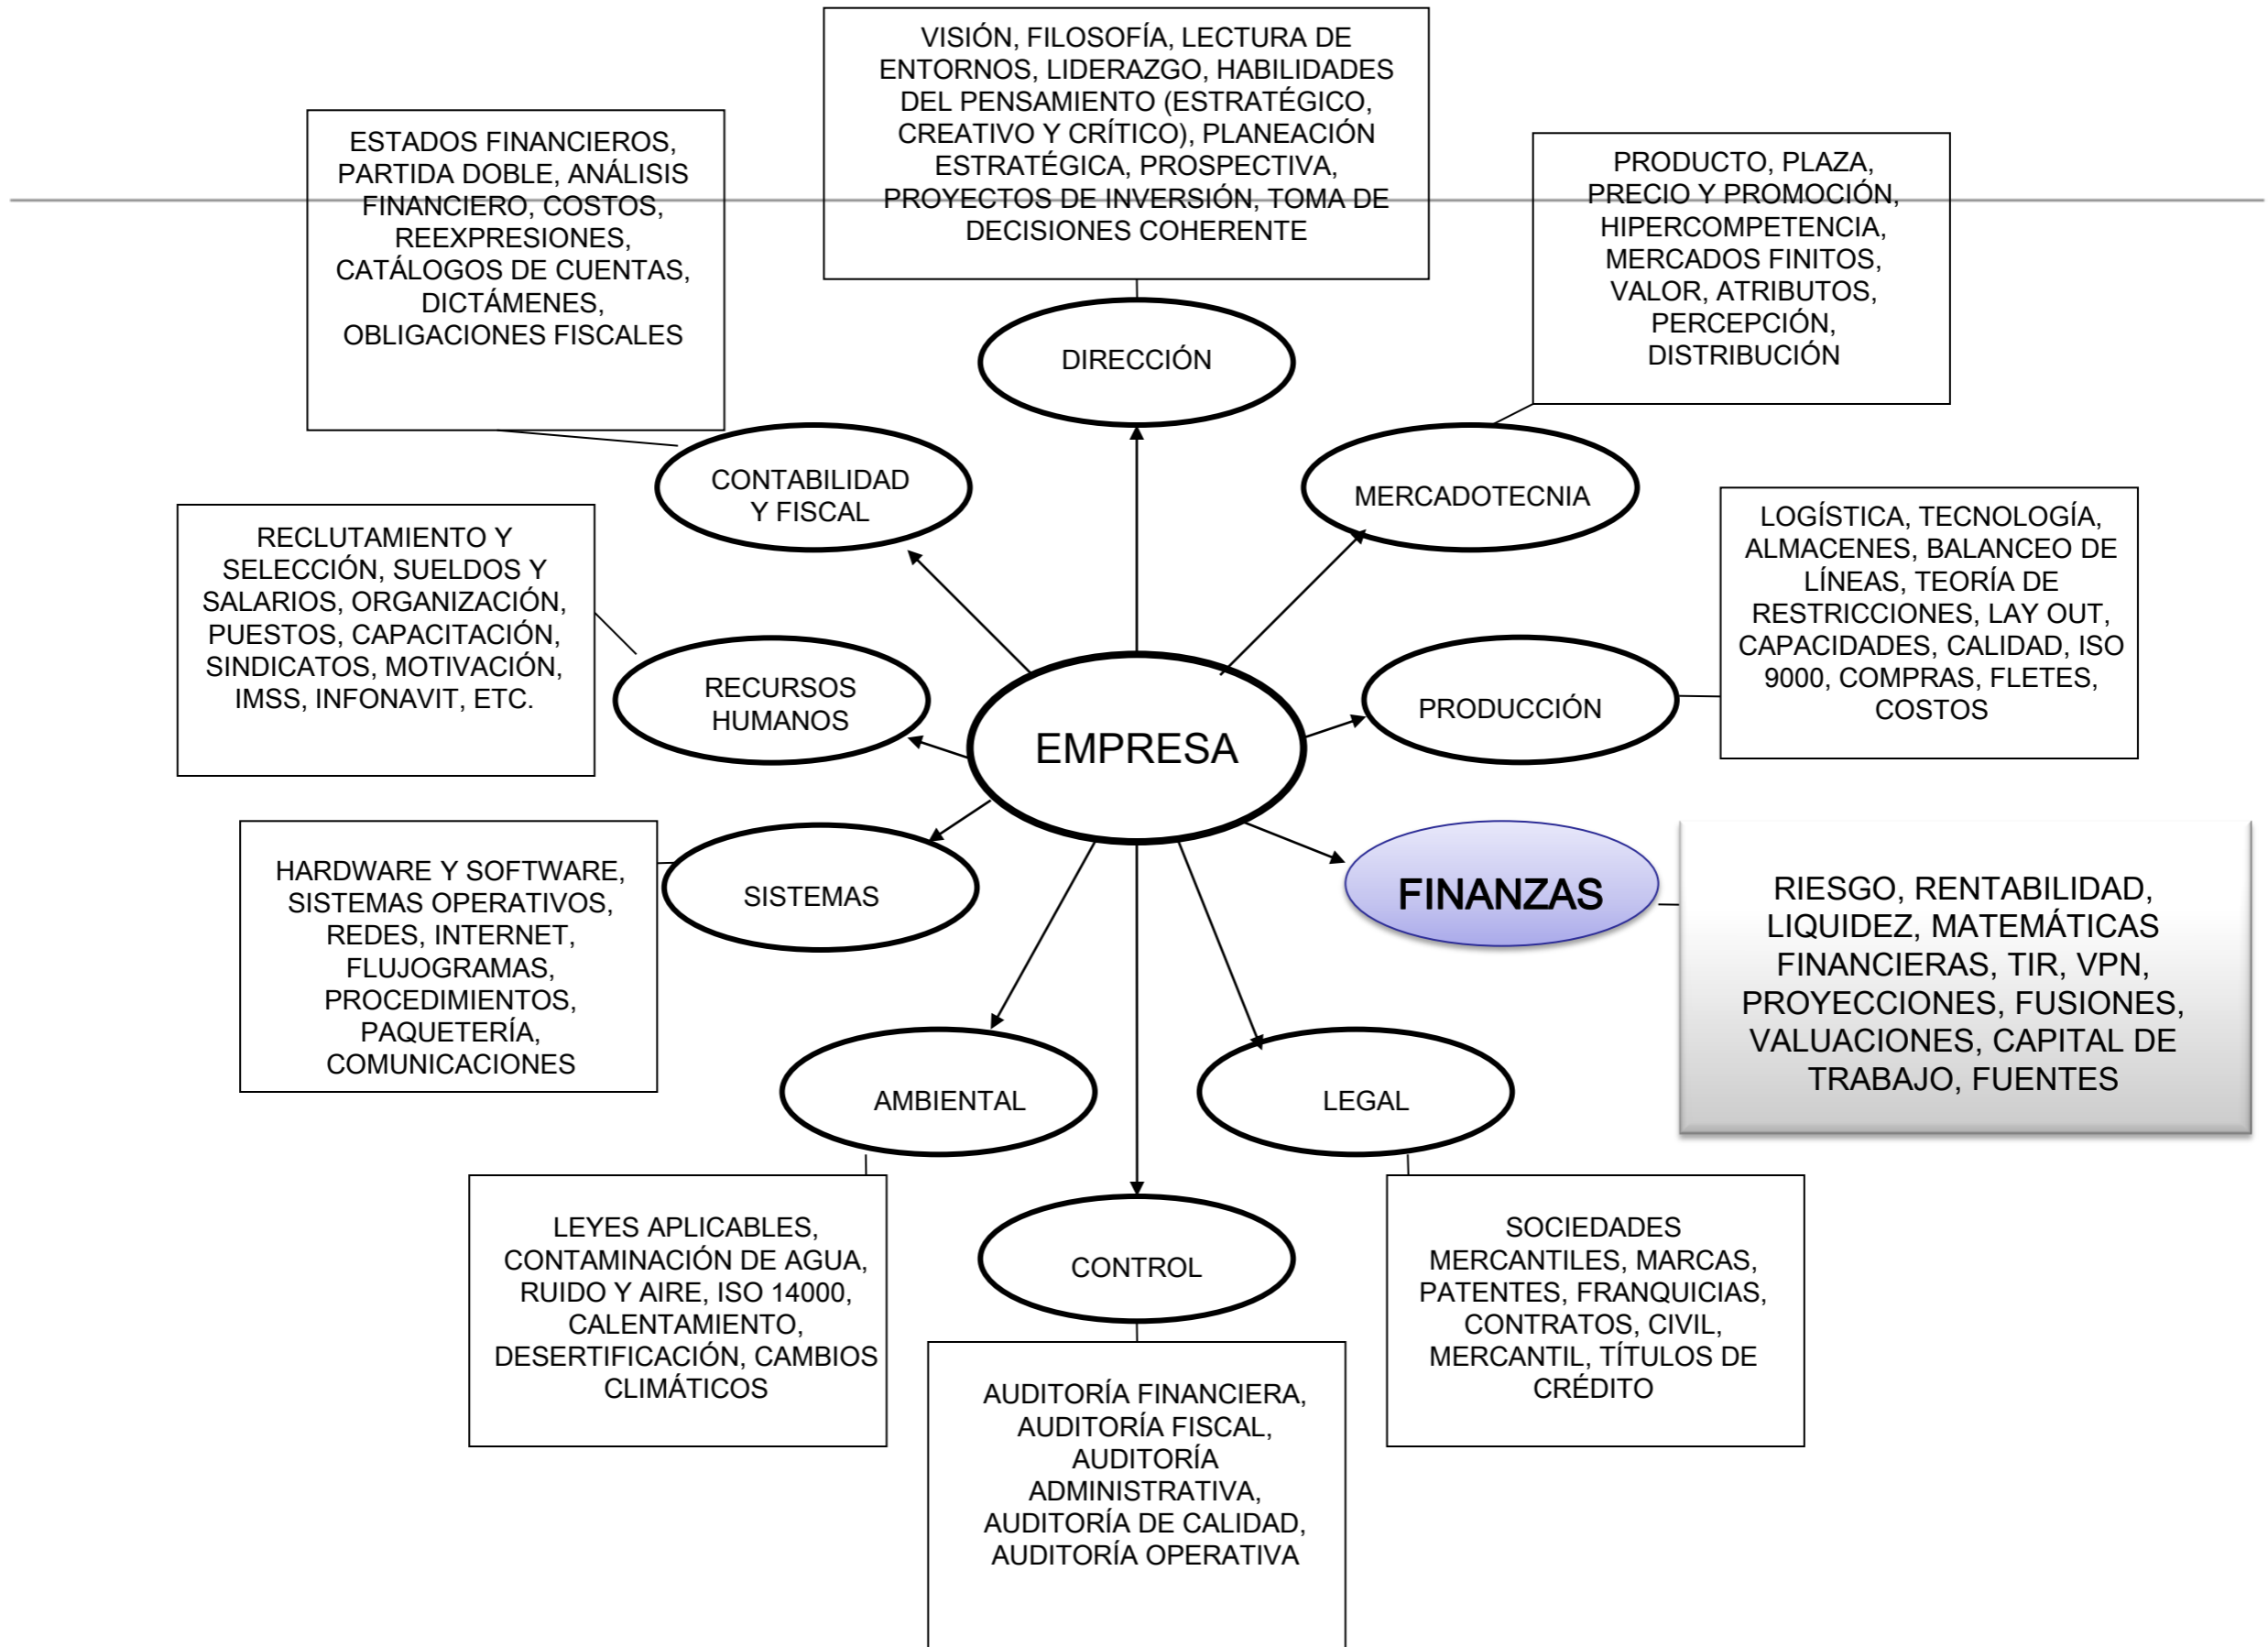 VISIÓN, FILOSOFÍA, LECTURA DE
ENTORNOS, LIDERAZGO, HABILIDADES
DEL PENSAMIENTO (ESTRATÉGICO,
CREATIVO Y CRÍTICO), PLANEACIÓN
ESTRATÉGICA, PROSPECTIVA,
PROYECTOS DE INVERSIÓN, TOMA DE
DECISIONES COHERENTE
ESTADOS FINANCIEROS,
PARTIDA DOBLE, ANÁLISIS
FINANCIERO, COSTOS,
REEXPRESIONES,
CATÁLOGOS DE CUENTAS,
DICTÁMENES,
OBLIGACIONES FISCALES
PRODUCTO, PLAZA,
PRECIO Y PROMOCIÓN,
HIPERCOMPETENCIA,
MERCADOS FINITOS,
VALOR, ATRIBUTOS,
PERCEPCIÓN,
DISTRIBUCIÓN
DIRECCIÓN
CONTABILIDAD
Y FISCAL
MERCADOTECNIA
RECLUTAMIENTO Y
SELECCIÓN, SUELDOS Y
SALARIOS, ORGANIZACIÓN,
PUESTOS, CAPACITACIÓN,
SINDICATOS, MOTIVACIÓN,
IMSS, INFONAVIT, ETC.
LOGÍSTICA, TECNOLOGÍA,
ALMACENES, BALANCEO DE
LÍNEAS, TEORÍA DE
RESTRICCIONES, LAY OUT,
CAPACIDADES, CALIDAD, ISO
9000, COMPRAS, FLETES,
COSTOS
RECURSOS
HUMANOS
EMPRESA
PRODUCCIÓN
HARDWARE Y SOFTWARE,
SISTEMAS OPERATIVOS,
REDES, INTERNET,
FLUJOGRAMAS,
PROCEDIMIENTOS,
PAQUETERÍA,
COMUNICACIONES
SISTEMAS
FINANZAS
RIESGO, RENTABILIDAD,
LIQUIDEZ, MATEMÁTICAS
FINANCIERAS, TIR, VPN,
PROYECCIONES, FUSIONES,
VALUACIONES, CAPITAL DE
TRABAJO, FUENTES
AMBIENTAL
LEGAL
LEYES APLICABLES,
CONTAMINACIÓN DE AGUA,
RUIDO Y AIRE, ISO 14000,
CALENTAMIENTO,
DESERTIFICACIÓN, CAMBIOS
CLIMÁTICOS
CONTROL
SOCIEDADES
MERCANTILES, MARCAS,
PATENTES, FRANQUICIAS,
CONTRATOS, CIVIL,
MERCANTIL, TÍTULOS DE
CRÉDITO
AUDITORÍA FINANCIERA,
AUDITORÍA FISCAL,
AUDITORÍA
ADMINISTRATIVA,
AUDITORÍA DE CALIDAD,
AUDITORÍA OPERATIVA